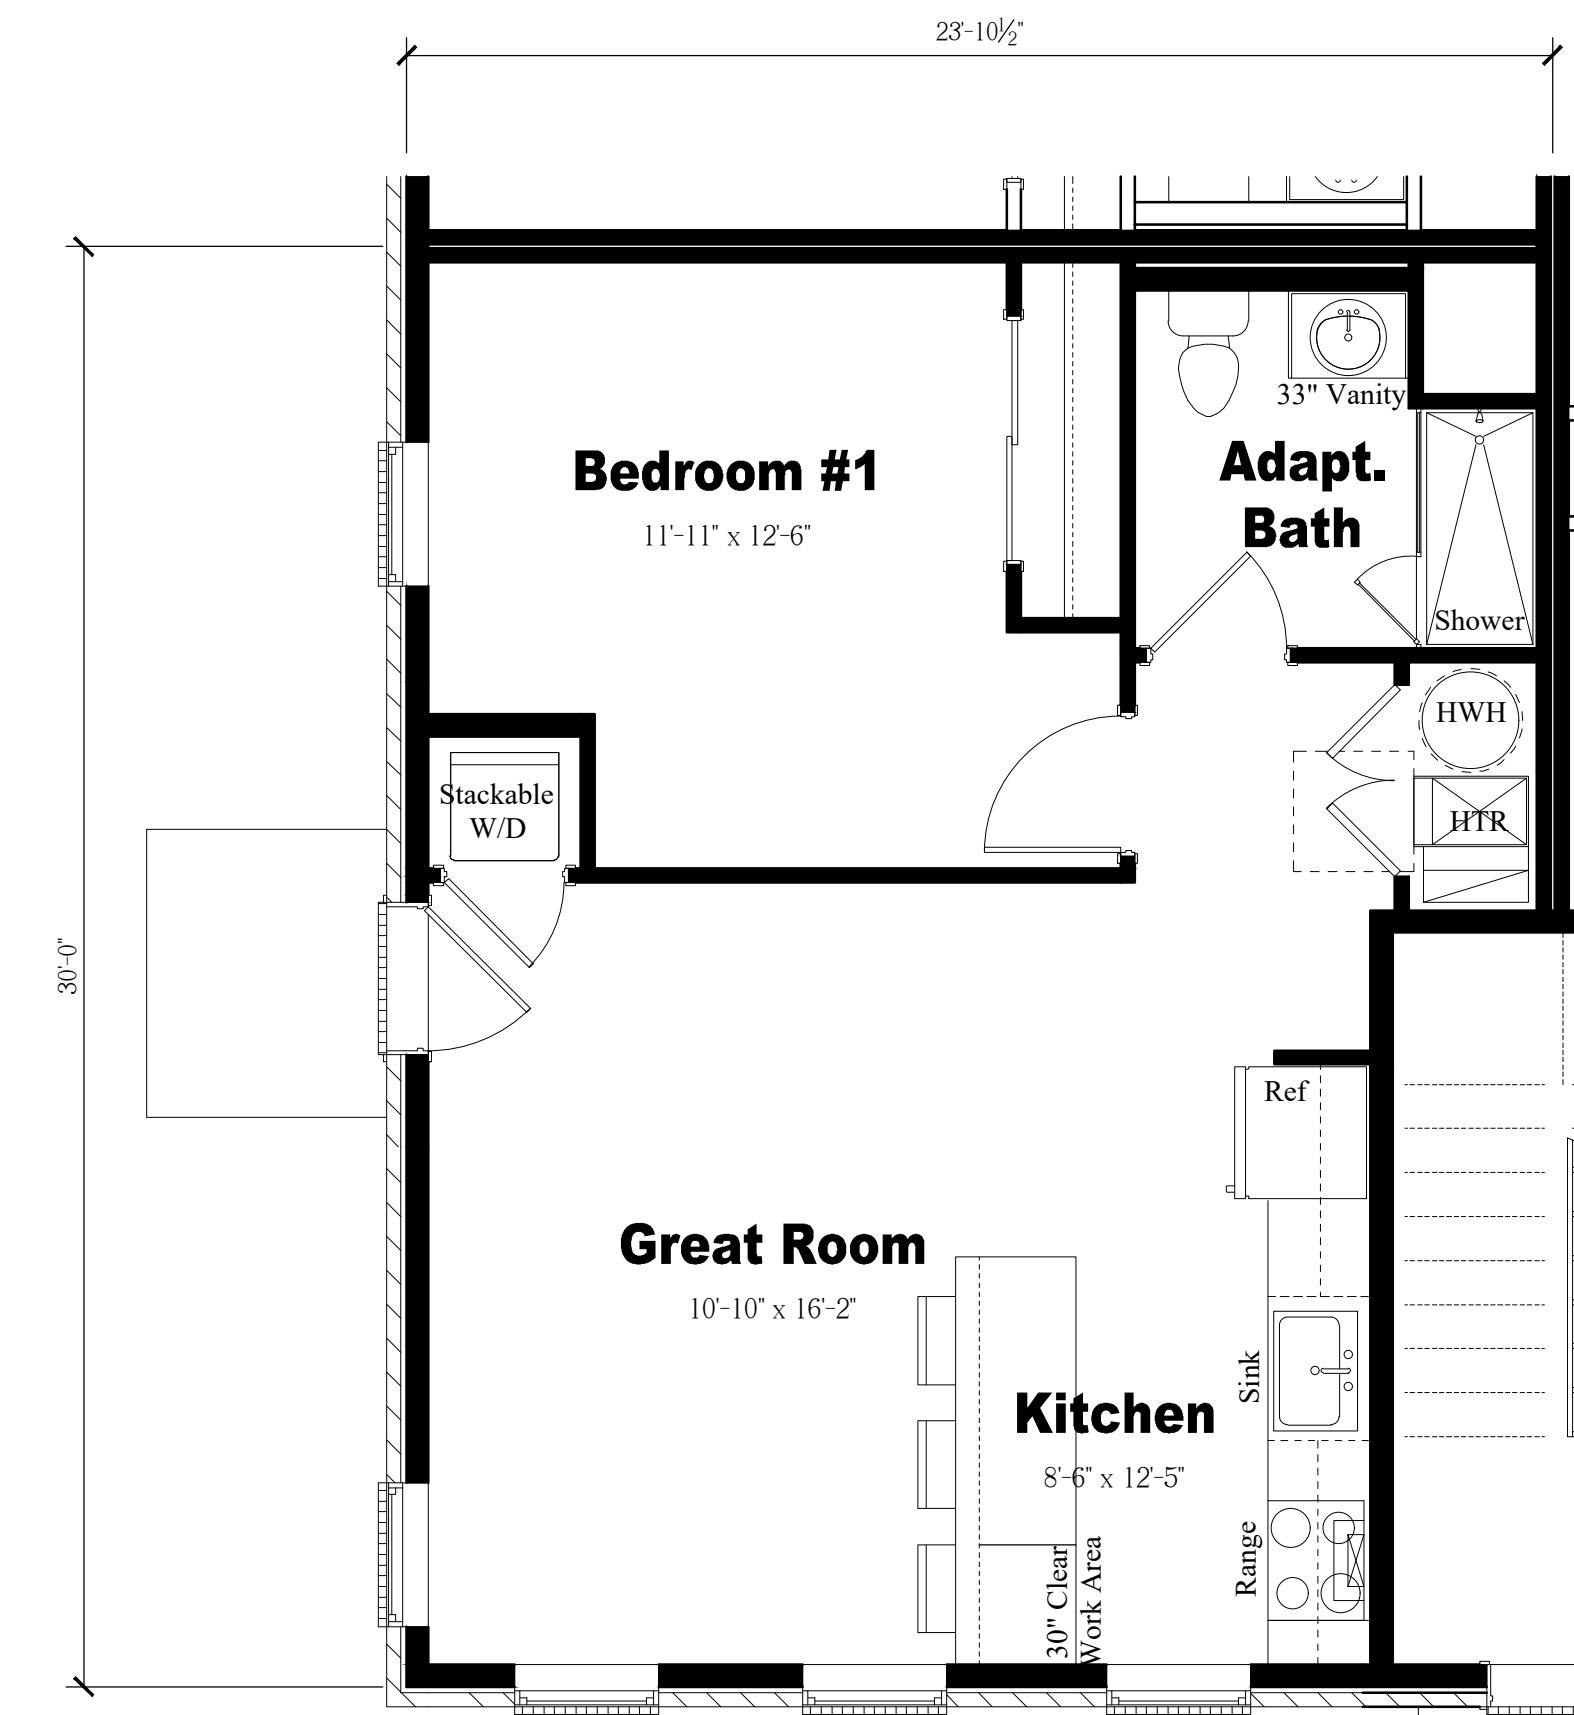 23'-10½"
33" Vanity
Bedroom #1
11'-11" x 12'-6"
Adapt.
Bath
Shower
HWH
Stackable
W/D
HTR
30'-0"
Ref
Great Room
10'-10" x 16'-2"
Sink
Kitchen
8'-6" x 12'-5"
Range
30" Clear
Work Area